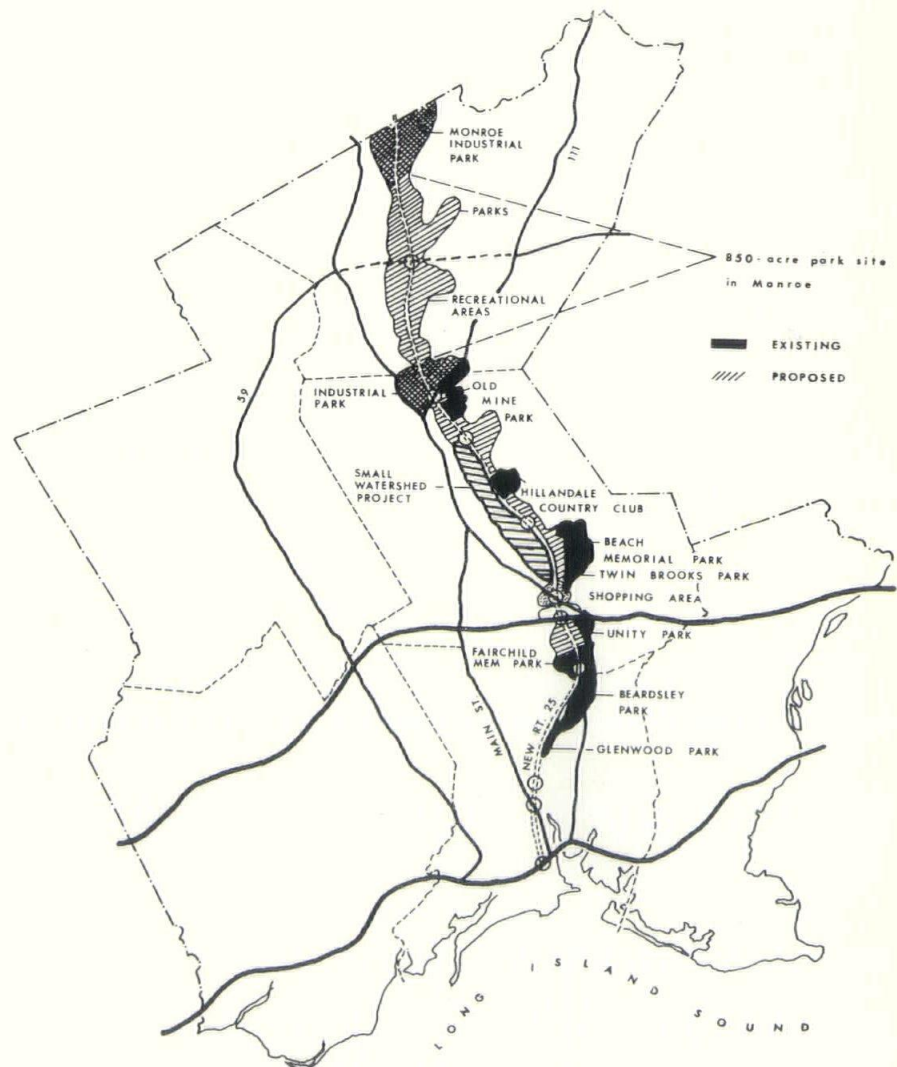 MONROE
INDUSTRIAL
PARK
111
PARKS
850-acre park site
in Monroe
RECREATIONAL
AREAS
EXISTING
PROPOSED
59
INDUSTRIAL
PARK
OLD
MINE
PARK
SMALL
WATERSHED
PROJECT
HILLANDALE
COUNTRY CLUB
BEACH
MEMORIAL PARK
TWIN BROOKS PARK
SHOPPING AREA
UNITY PARK
FAIRCHILD
MEM PARK
BEARDSLEY
PARK
MAIN ST
NEW RT. 25
GLENWOOD PARK
LONG ISLAND SOUND